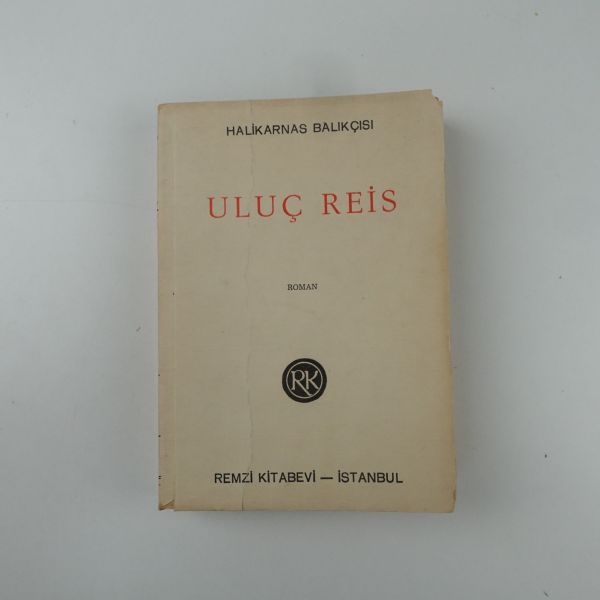 HALİKARNAS BALIKÇISI
ULUÇ REİS
ROMAN
RK
REMZİ KİTABEVİ — İSTANBUL